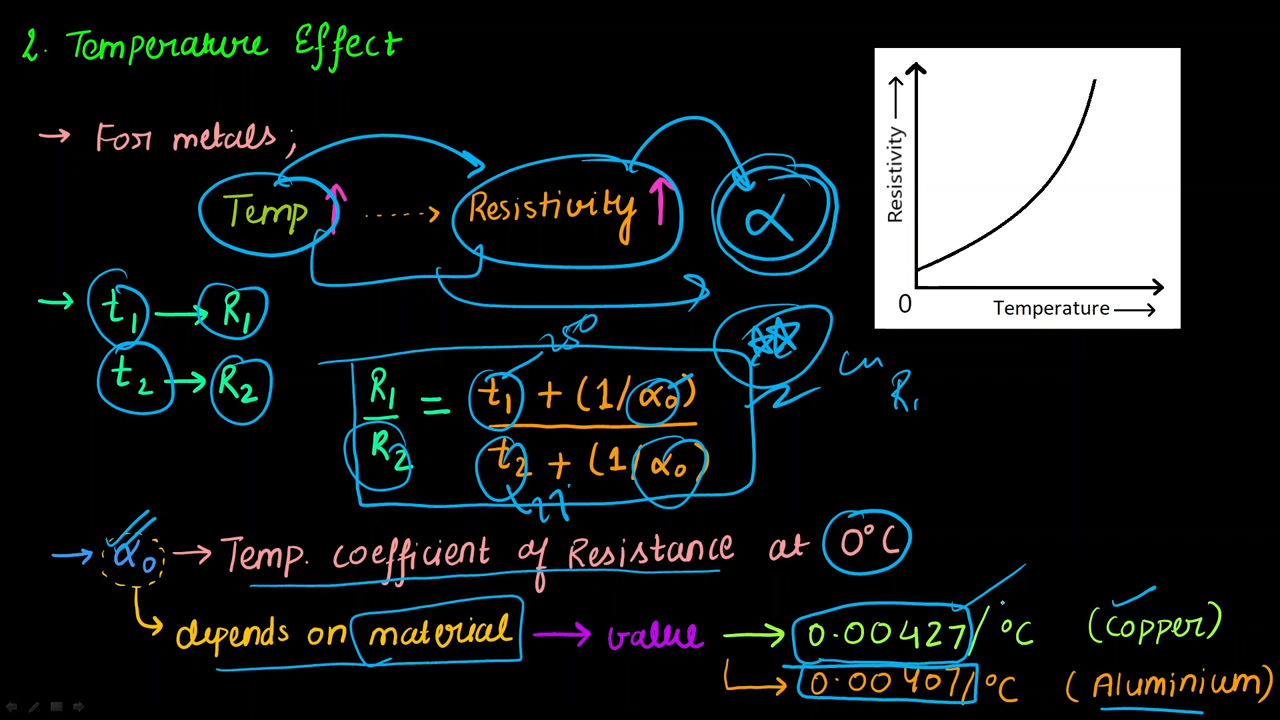 2. Temperature Effect
→ For metals;
Temp ↑ ......→ Resistivity ↑ α
→ t₁ → R₁
t₂ → R₂
25°
R₁/R₂ = t₁ + (1/α₀) / t₂ + (1/α₀)
R₁
→ α₀ → Temp. coefficient of Resistance at 0°C
depends on material → value → 0.00427/°C (Copper)
→ 0.00407/°C (Aluminium)
Resistivity →
0
Temperature →